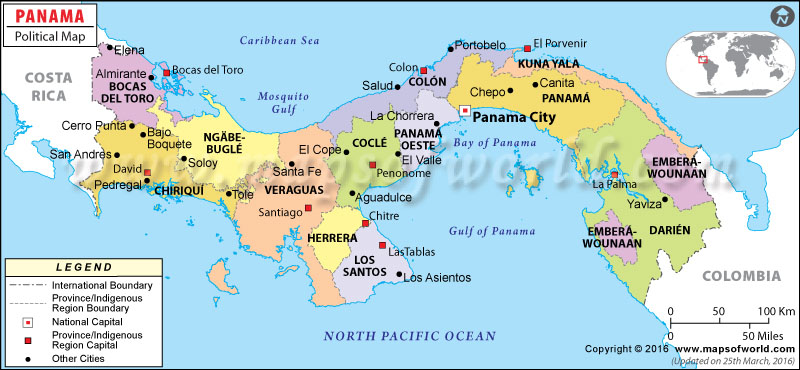 PANAMA
Political Map
Caribbean Sea
N
COSTA
RICA
Elena
Almirante
Bocas del Toro
BOCAS
DEL TORO
Mosquito
Gulf
Portobelo
Colon
COLÓN
Salud
El Porvenir
KUNA YALA
Chepo
Canita
PANAMÁ
La Chorrera
Panama City
Cerro Punta
Bajo
Boquete
NGÄBE-
BUGLÉ
San Andres
David
Soloy
Pedregal
CHIRIQUÍ
Tole
El Cope
COCLÉ
PANAMÁ
OESTE
El Valle
Bay of Panama
Santa Fe
VERAGUAS
Penonome
Aguadulce
Santiago
Chitre
HERRERA
Las Tablas
LOS
SANTOS
Los Asientos
Gulf of Panama
EMBERÁ-
WOUNAAN
La Palma
Yaviza
EMBERÁ-
WOUNAAN
DARIÉN
COLOMBIA
www.mapsofworld.com
NORTH PACIFIC OCEAN
LEGEND
International Boundary
Province/Indigenous
Region Boundary
National Capital
Province/Indigenous
Region Capital
Other Cities
0 50 100 Km
0 50 Miles
Copyright © 2016 www.mapsofworld.com
(Updated on 25th March, 2016)